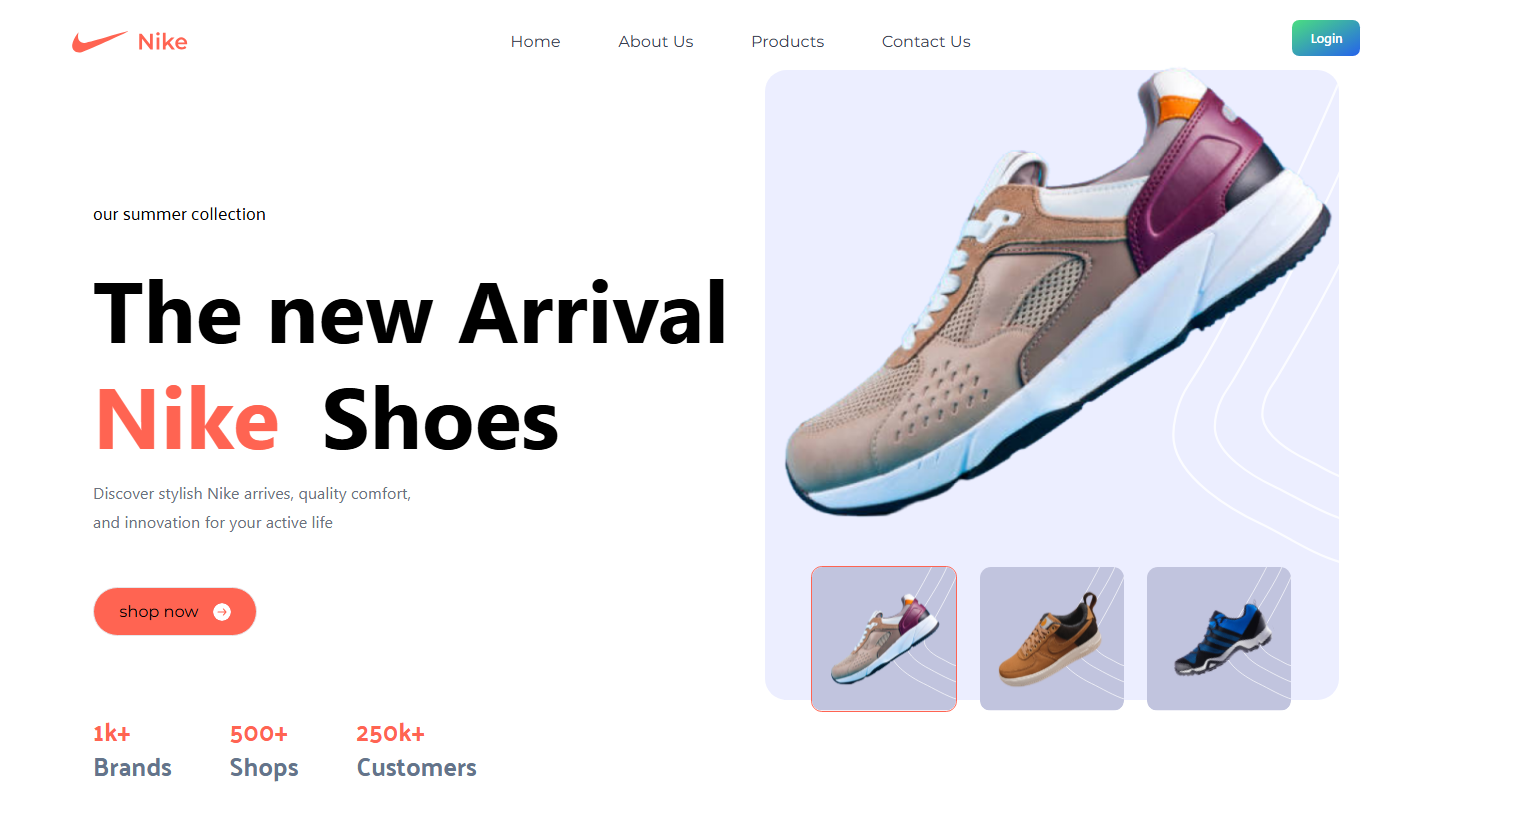 Nike
Home
About Us
Products
Contact Us
Login
our summer collection
The new Arrival
Nike Shoes
Discover stylish Nike arrives, quality comfort,
and innovation for your active life
shop now
1k+
Brands
500+
Shops
250k+
Customers